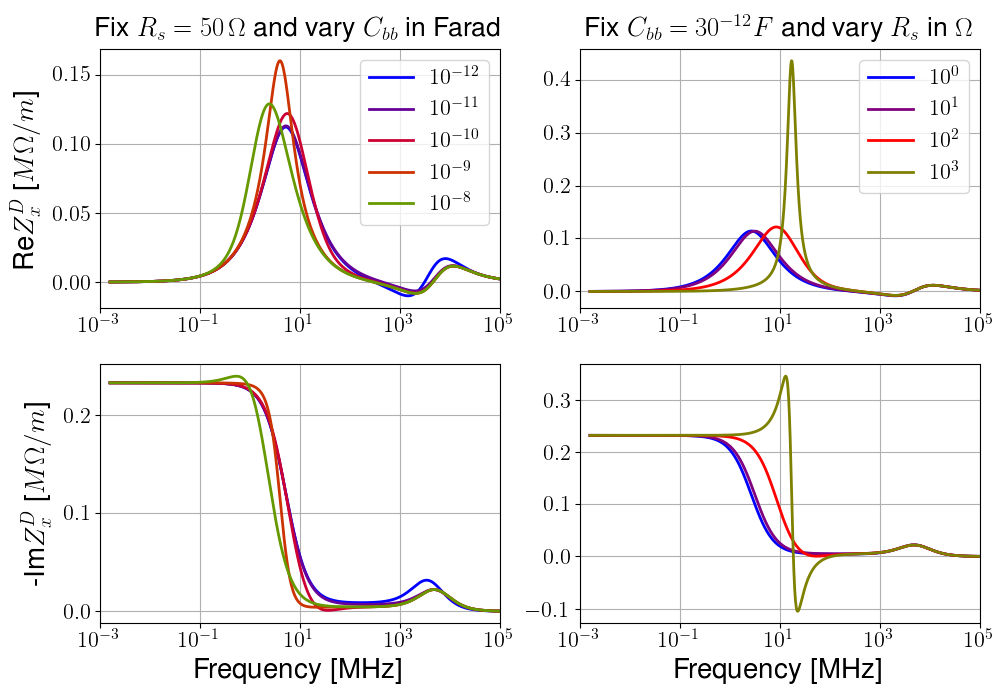 Fix $R_s = 50\,\Omega$ and vary $C_{bb}$ in Farad
Fix $C_{bb} = 30^{-12}F$ and vary $R_s$ in $\Omega$
Re$Z_x^D$ [$M\Omega/m$]
0.15
0.10
0.05
0.00
$10^{-12}$
$10^{-11}$
$10^{-10}$
$10^{-9}$
$10^{-8}$
$10^{-3}$ $10^{-1}$ $10^{1}$ $10^{3}$ $10^{5}$
0.4
0.3
0.2
0.1
0.0
$10^{0}$
$10^{1}$
$10^{2}$
$10^{3}$
$10^{-3}$ $10^{-1}$ $10^{1}$ $10^{3}$ $10^{5}$
-Im$Z_x^D$ [$M\Omega/m$]
0.2
0.1
0.0
$10^{-3}$ $10^{-1}$ $10^{1}$ $10^{3}$ $10^{5}$
Frequency [MHz]
0.3
0.2
0.1
0.0
−0.1
$10^{-3}$ $10^{-1}$ $10^{1}$ $10^{3}$ $10^{5}$
Frequency [MHz]